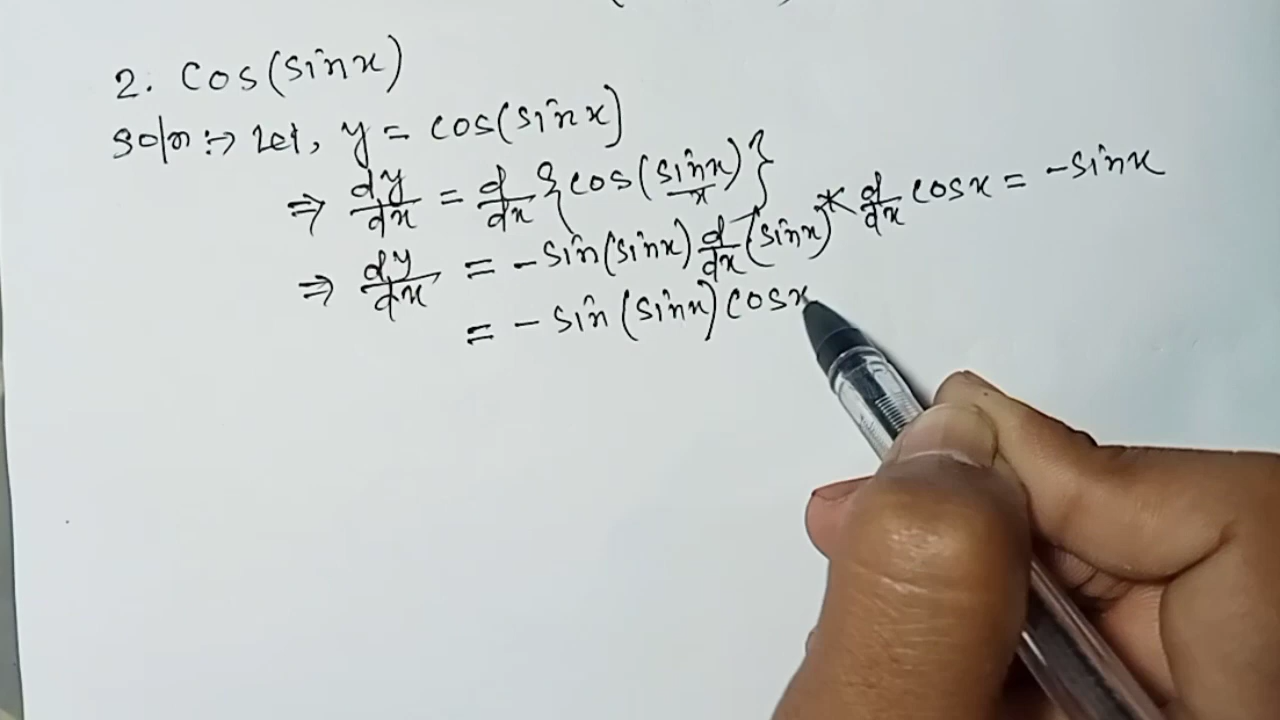 2. Cos(sinx)
Soln:→ Let, y = cos(sinx)
⇒ dy/dx = d/dx {cos(sinx/x)}
⇒ dy/dx = -sin(sinx) d/dx (sinx) * d/dx cosx = -sinx
= -sin(sinx) cosx